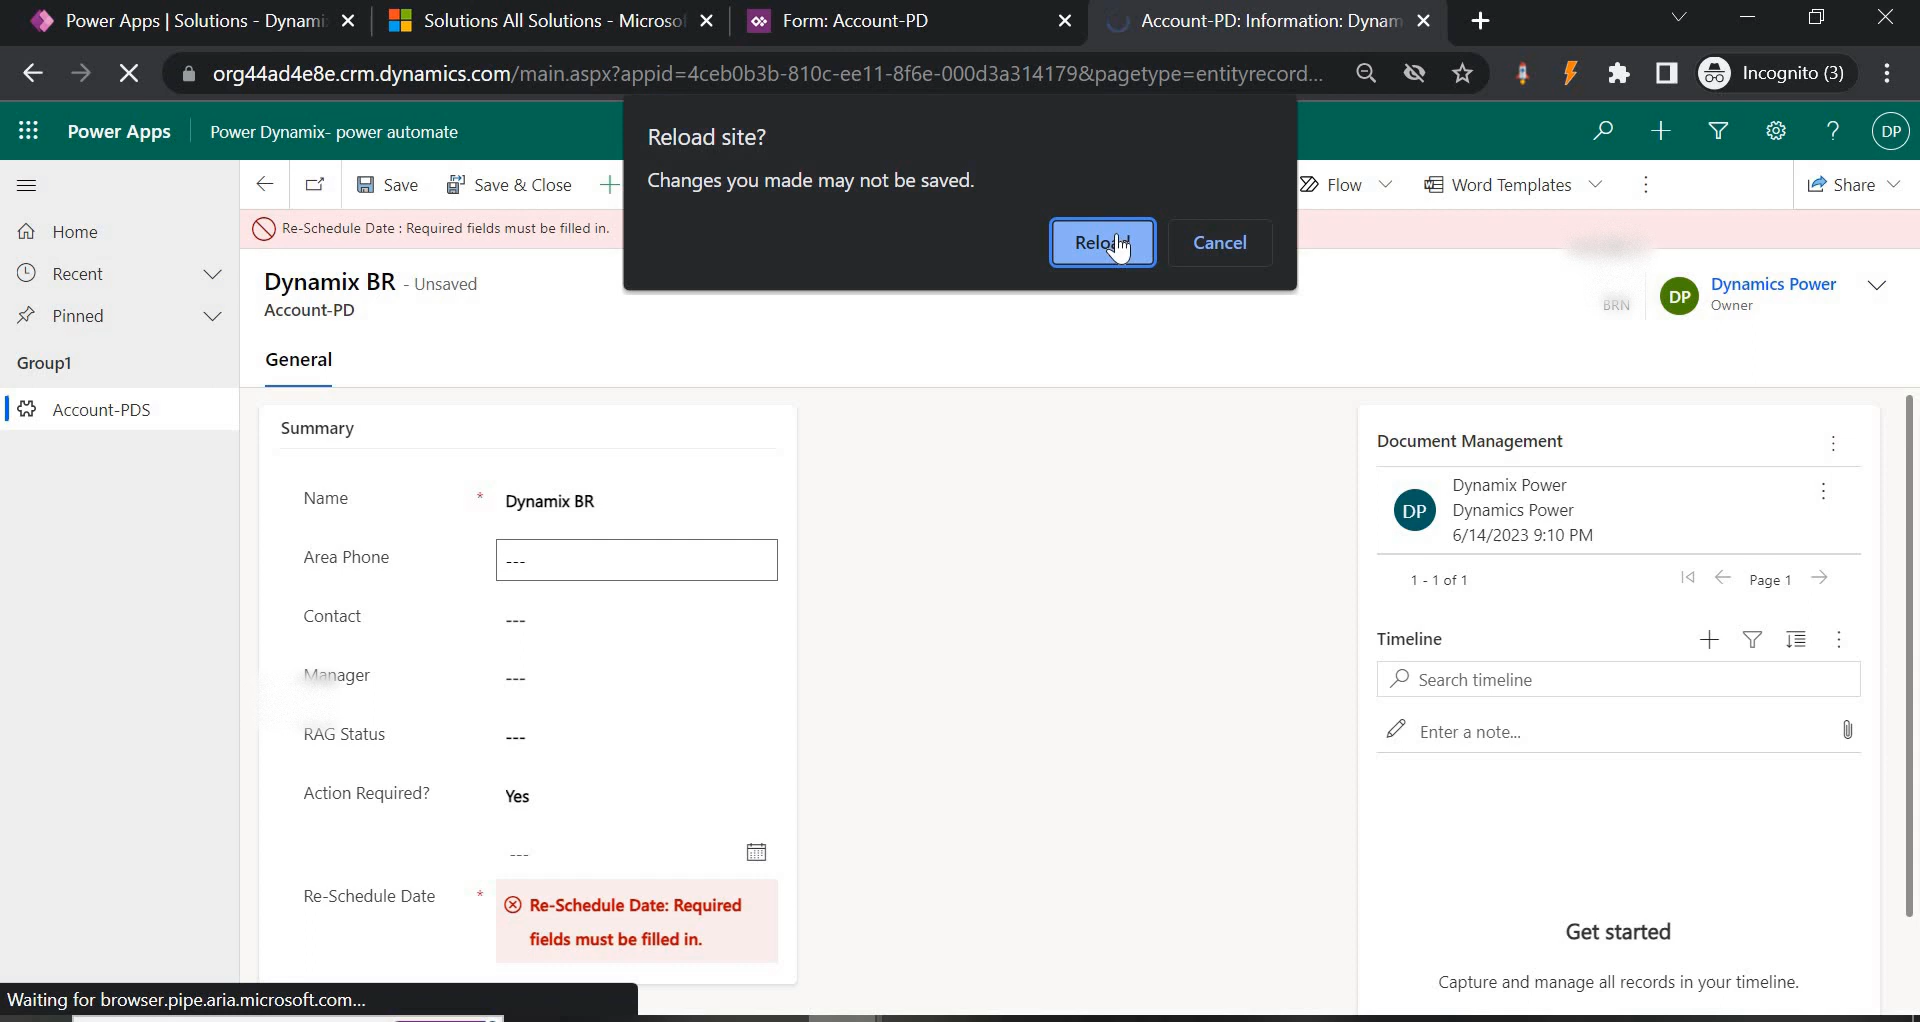 Power Apps | Solutions - Dynami
Solutions All Solutions - Microsof
Form: Account-PD
Account-PD: Information: Dynam
org44ad4e8e.crm.dynamics.com/main.aspx?appid=4ceb0b3b-810c-ee11-8f6e-000d3a314179&pagetype=entityrecord...
Incognito (3)
Power Apps
Power Dynamix- power automate
DP
Reload site?
Changes you made may not be saved.
Reload
Cancel
Save
Save & Close
Flow
Word Templates
Share
Home
Recent
Pinned
Group1
Account-PDS
Re-Schedule Date : Required fields must be filled in.
Dynamix BR - Unsaved
Account-PD
BRN
DP
Dynamics Power
Owner
General
Summary
Name * Dynamix BR
Area Phone ---
Contact ---
Manager ---
RAG Status ---
Action Required? Yes
---
Re-Schedule Date *
Re-Schedule Date: Required
fields must be filled in.
Document Management
DP
Dynamix Power
Dynamics Power
6/14/2023 9:10 PM
1 - 1 of 1
Page 1
Timeline
Search timeline
Enter a note...
Get started
Capture and manage all records in your timeline.
Waiting for browser.pipe.aria.microsoft.com...